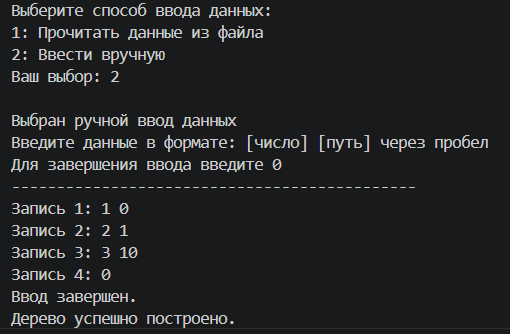 Выберите способ ввода данных:
1: Прочитать данные из файла
2: Ввести вручную
Ваш выбор: 2
Выбран ручной ввод данных
Введите данные в формате: [число] [путь] через пробел
Для завершения ввода введите 0
---------------------------------------------
Запись 1: 1 0
Запись 2: 2 1
Запись 3: 3 10
Запись 4: 0
Ввод завершен.
Дерево успешно построено.